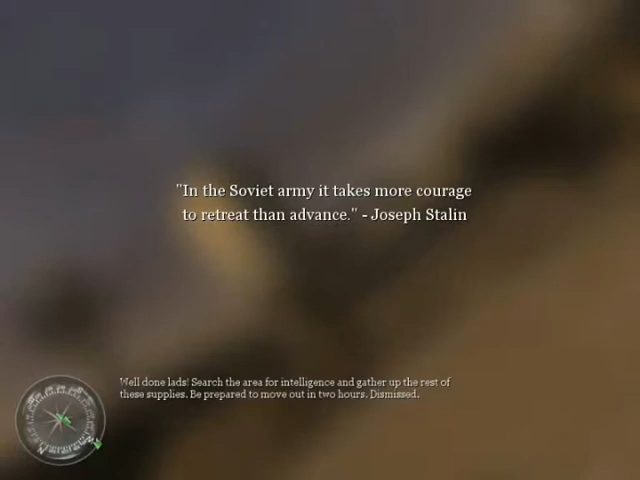 "In the Soviet army it takes more courage
to retreat than advance." - Joseph Stalin
Well done lads! Search the area for intelligence and gather up the rest of
these supplies. Be prepared to move out in two hours. Dismissed.